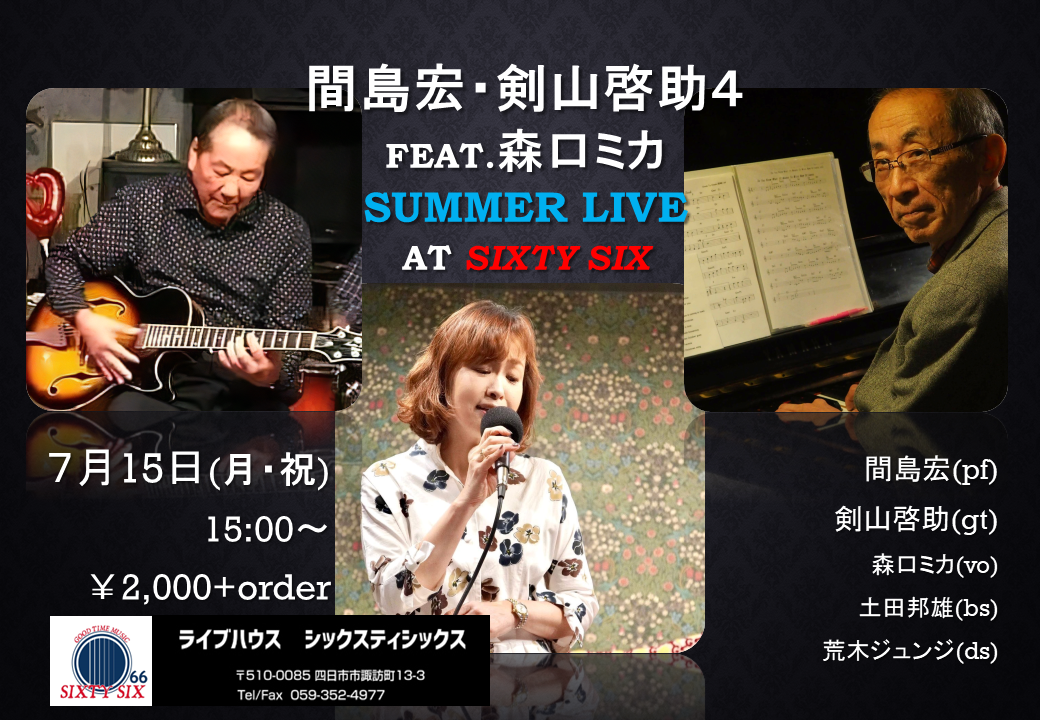 間島宏・剣山啓助4
FEAT.森口ミカ
SUMMER LIVE
AT SIXTY SIX
7月15日(月・祝)
15:00～
￥2,000+order
間島宏(pf)
剣山啓助(gt)
森口ミカ(vo)
土田邦雄(bs)
荒木ジュンジ(ds)
GOOD TIME MUSIC
66
SIXTY SIX
ライブハウス　シックスティシックス
〒510-0085 四日市市諏訪町13-3
Tel/Fax 059-352-4977
YAMAHA